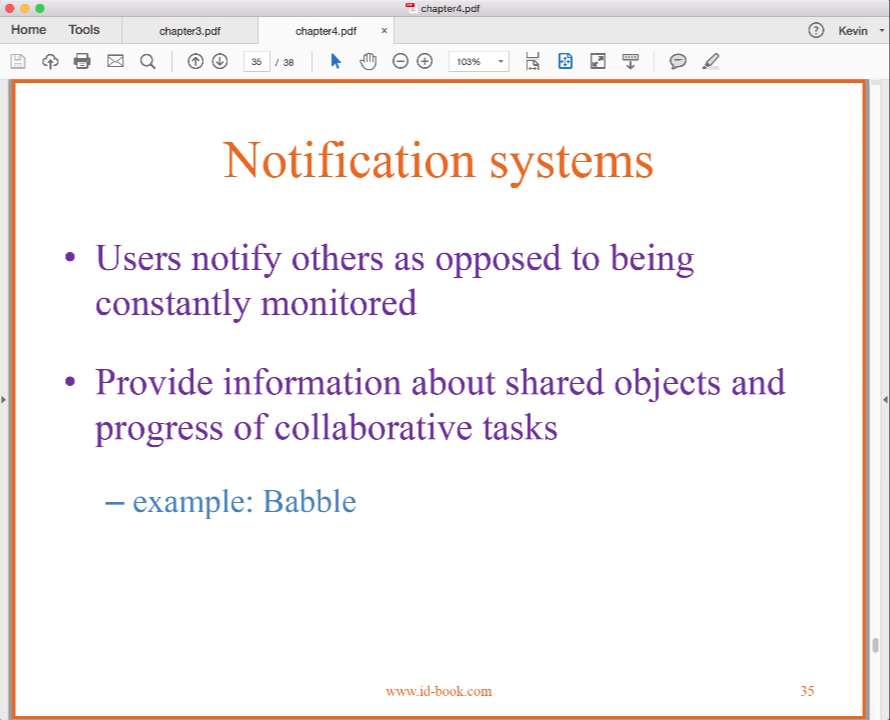 chapter4.pdf
Home Tools chapter3.pdf chapter4.pdf × ? Kevin
35 / 38 103%
Notification systems
• Users notify others as opposed to being
constantly monitored
• Provide information about shared objects and
progress of collaborative tasks
– example: Babble
www.id-book.com 35